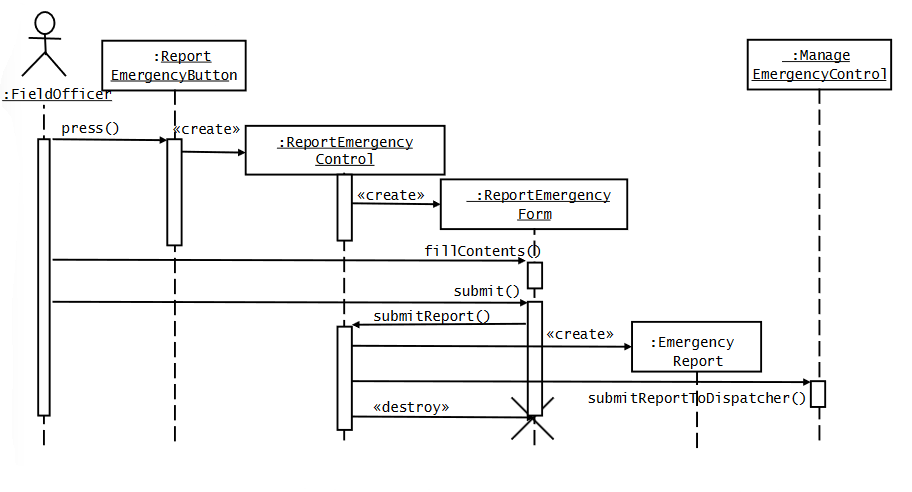 :Report
EmergencyButton
:Manage
EmergencyControl
:FieldOfficer
press()
«create»
:ReportEmergency
Control
«create»
:ReportEmergency
Form
fillContents()
submit()
submitReport()
«create»
:Emergency
Report
submitReportToDispatcher()
«destroy»